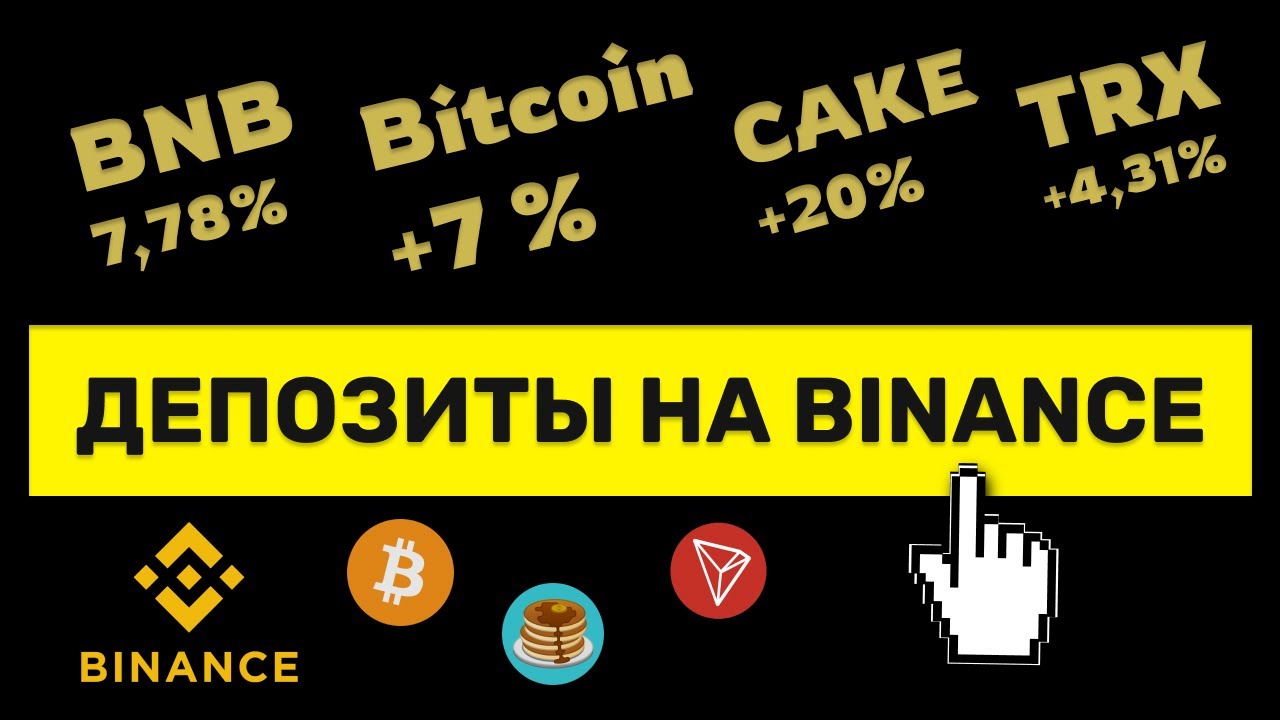 BNB
7,78%
Bitcoin
+7 %
CAKE
+20%
TRX
+4,31%
ДЕПОЗИТЫ НА BINANCE
BINANCE